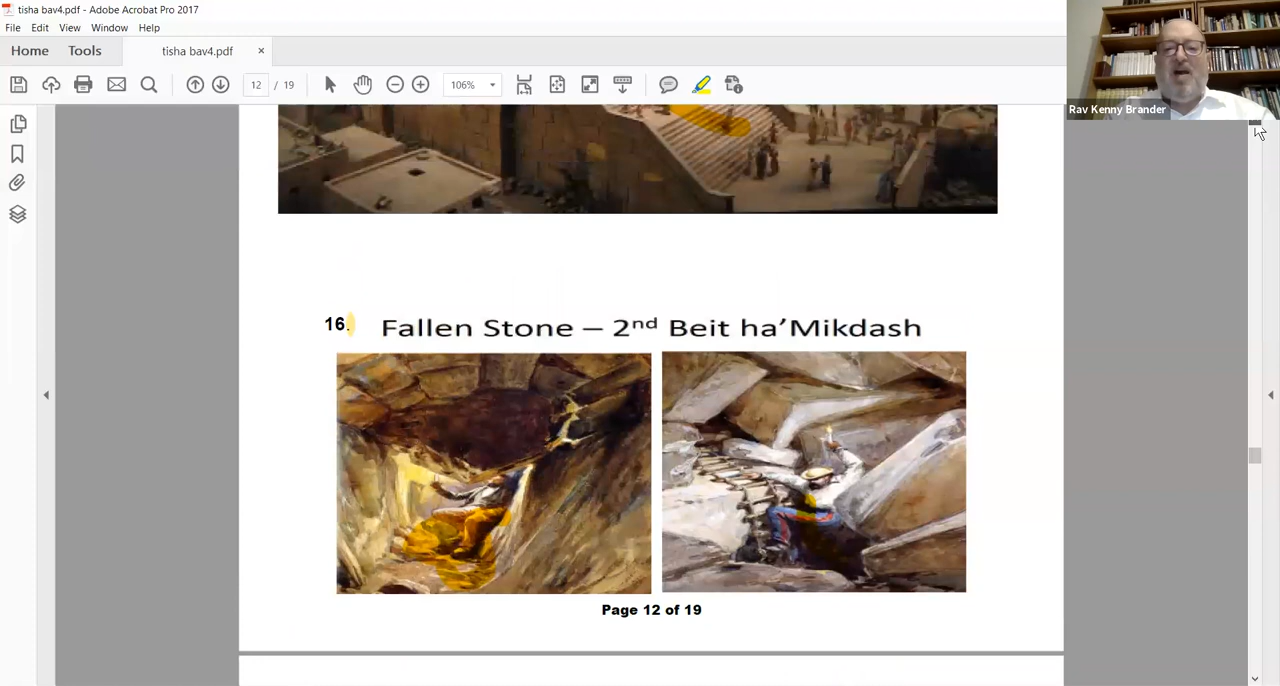 tisha bav4.pdf - Adobe Acrobat Pro 2017
File Edit View Window Help
Home Tools tisha bav4.pdf ×
12 / 19 106%
Rav Kenny Brander
16. Fallen Stone – 2nd Beit ha'Mikdash
Page 12 of 19